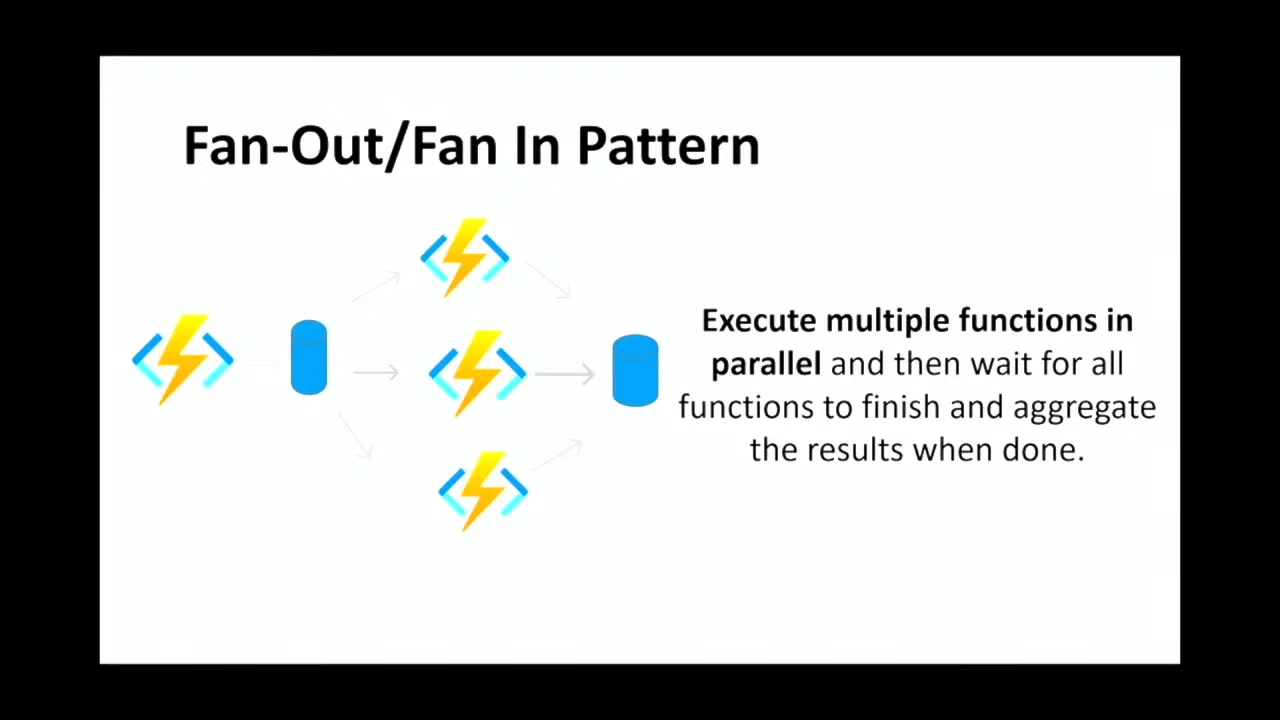 Fan-Out/Fan In Pattern
Execute multiple functions in
parallel and then wait for all
functions to finish and aggregate
the results when done.